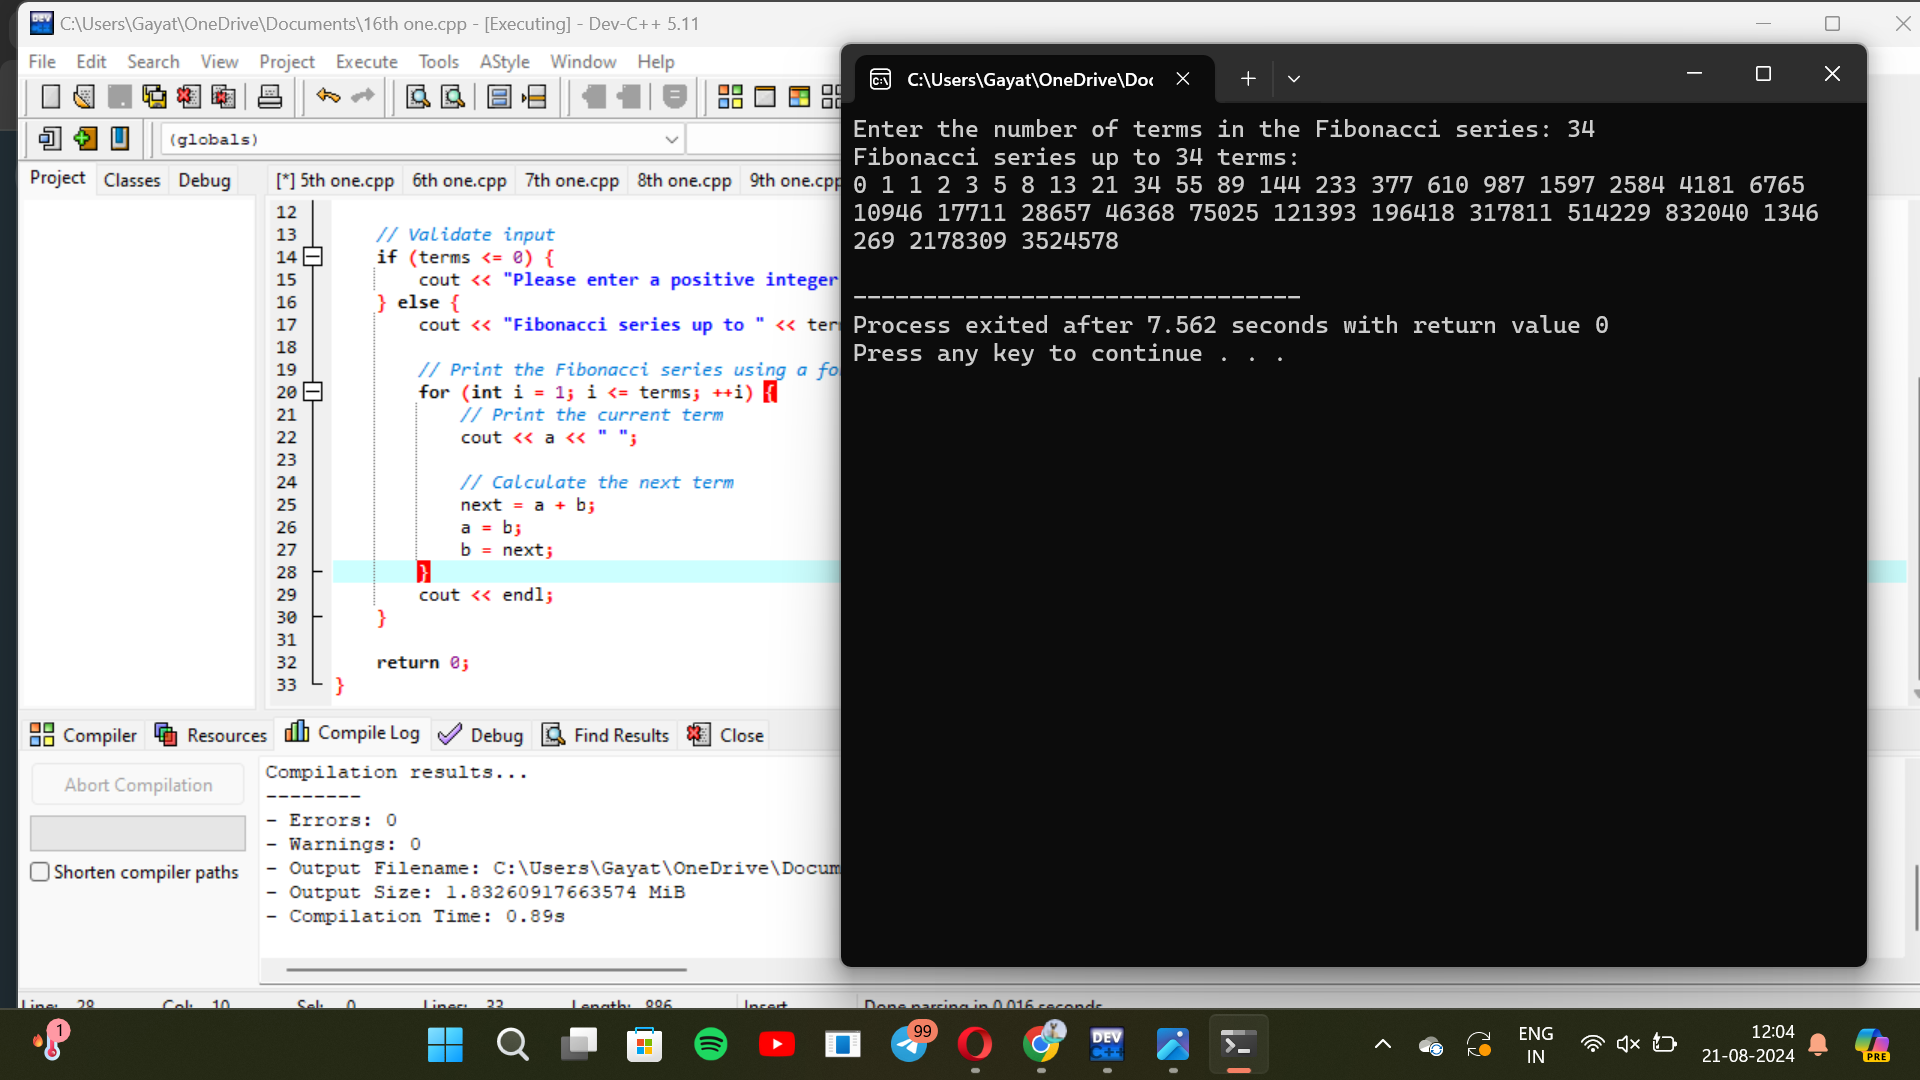 C:\Users\Gayat\OneDrive\Documents\16th one.cpp - [Executing] - Dev-C++ 5.11
File Edit Search View Project Execute Tools AStyle Window Help
(globals)
Project Classes Debug
[*] 5th one.cpp 6th one.cpp 7th one.cpp 8th one.cpp 9th one.cpp
12
13 // Validate input
14 if (terms <= 0) {
15 cout << "Please enter a positive integer
16 } else {
17 cout << "Fibonacci series up to " << ter
18
19 // Print the Fibonacci series using a fo
20 for (int i = 1; i <= terms; ++i) {
21 // Print the current term
22 cout << a << " ";
23
24 // Calculate the next term
25 next = a + b;
26 a = b;
27 b = next;
28 }
29 cout << endl;
30 }
31
32 return 0;
33 }
Compiler Resources Compile Log Debug Find Results Close
Abort Compilation
Shorten compiler paths
Compilation results...
--------
- Errors: 0
- Warnings: 0
- Output Filename: C:\Users\Gayat\OneDrive\Docum
- Output Size: 1.83260917663574 MiB
- Compilation Time: 0.89s
Line: 28 Col: 10 Sel: 0 Lines: 33 Length: 886 Insert Done parsing in 0.016 seconds
C:\Users\Gayat\OneDrive\Doc
Enter the number of terms in the Fibonacci series: 34
Fibonacci series up to 34 terms:
0 1 1 2 3 5 8 13 21 34 55 89 144 233 377 610 987 1597 2584 4181 6765
10946 17711 28657 46368 75025 121393 196418 317811 514229 832040 1346
269 2178309 3524578
--------------------------------
Process exited after 7.562 seconds with return value 0
Press any key to continue . . .
1
99
DEV
C++
ENG
IN
12:04
21-08-2024
PRE